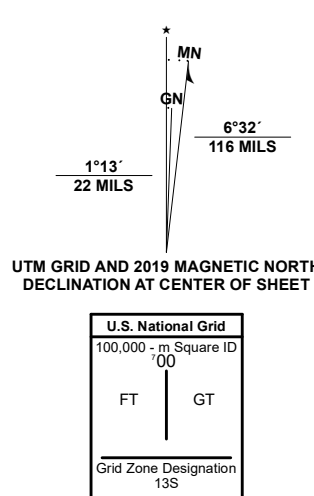 ★
MN
GN
6°32´
116 MILS
1°13´
22 MILS
UTM GRID AND 2019 MAGNETIC NORTH
DECLINATION AT CENTER OF SHEET
U.S. National Grid
100,000 - m Square ID
⁷00
FT GT
Grid Zone Designation
13S